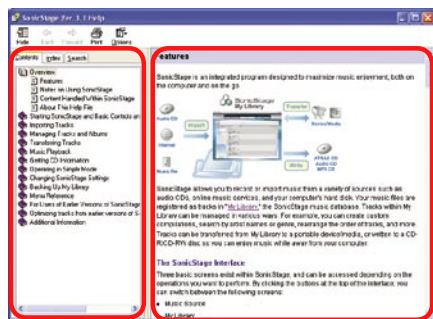 SonicStage Ver. 3.1 Help
Hide Back Forward Print Options
Contents Index Search
Overview
Features
Notes on Using SonicStage
Content Handled Within SonicStage
About This Help File
Starting SonicStage and Basic Controls an
Importing Tracks
Managing Tracks and Albums
Transferring Tracks
Music Playback
Getting CD Information
Operating in Simple Mode
Changing SonicStage Settings
Backing Up My Library
Menu Reference
For Users of Earlier Versions of SonicStage
Optimizing tracks from earlier versions of S
Additional Information
Features
SonicStage is an integrated program designed to maximize music enjoyment, both on
the computer and on the go.
SonicStage
My Library
Audio CD
Import
Transfer
Internet
Device/Media
Music File
Write
ATRAC CD
Audio CD
MP3 CD
SonicStage allows you to record or import music from a variety of sources such as
audio CDs, online music services, and your computer's hard disk. Your music files are
registered as tracks in "My Library," the SonicStage music database. Tracks within My
Library can be managed in various ways. For example, you can create custom
compilations, search by artist names or genre, rearrange the order of tracks, and more.
Tracks can be transferred from My Library to a portable device/media, or written to a CD-
R/CD-RW disc so you can enjoy music while away from your computer.
The SonicStage Interface
Three basic screens exist within SonicStage, and can be accessed depending on the
operations you want to perform. By clicking the buttons at the top of the interface, you
can switch between the following screens:
• Music Source
• My Library